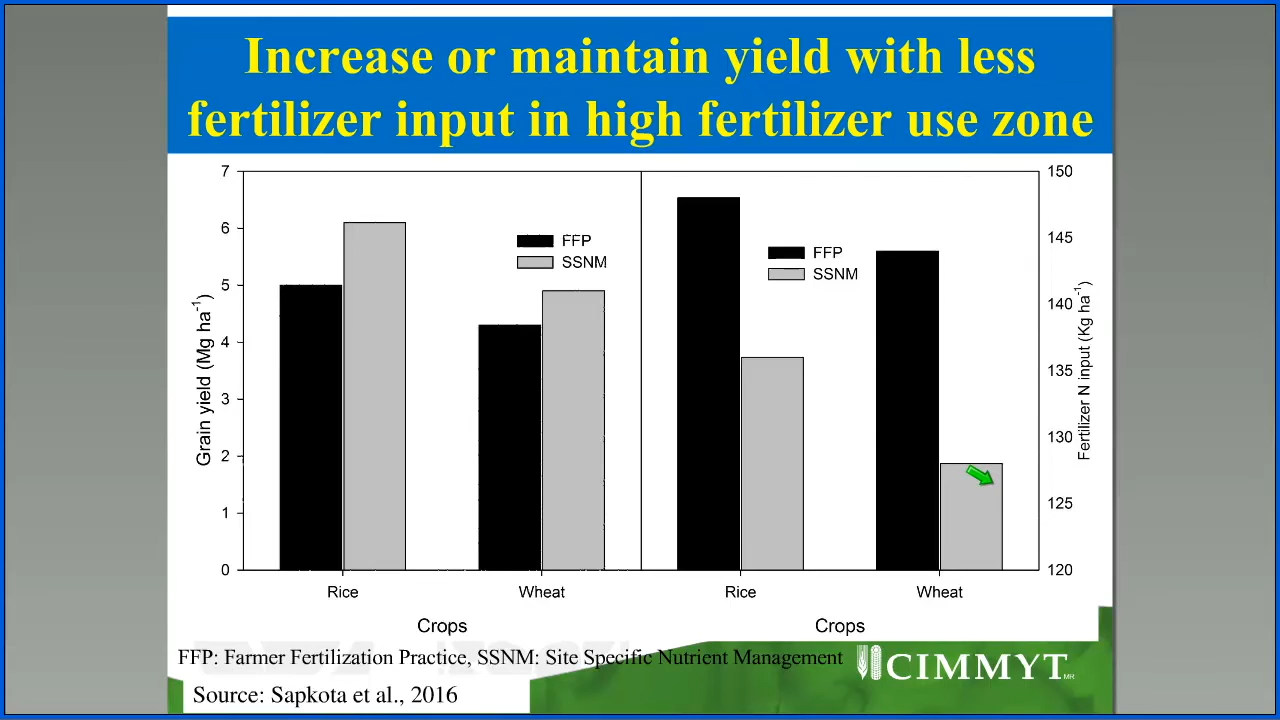 Increase or maintain yield with less
fertilizer input in high fertilizer use zone
7
6
5
4
3
2
1
0
Grain yield (Mg ha-1)
FFP
SSNM
Rice
Wheat
Crops
FFP
SSNM
Rice
Wheat
Crops
150
145
140
135
130
125
120
Fertilizer N input (Kg ha-1)
FFP: Farmer Fertilization Practice, SSNM: Site Specific Nutrient Management
CIMMYT MR
Source: Sapkota et al., 2016